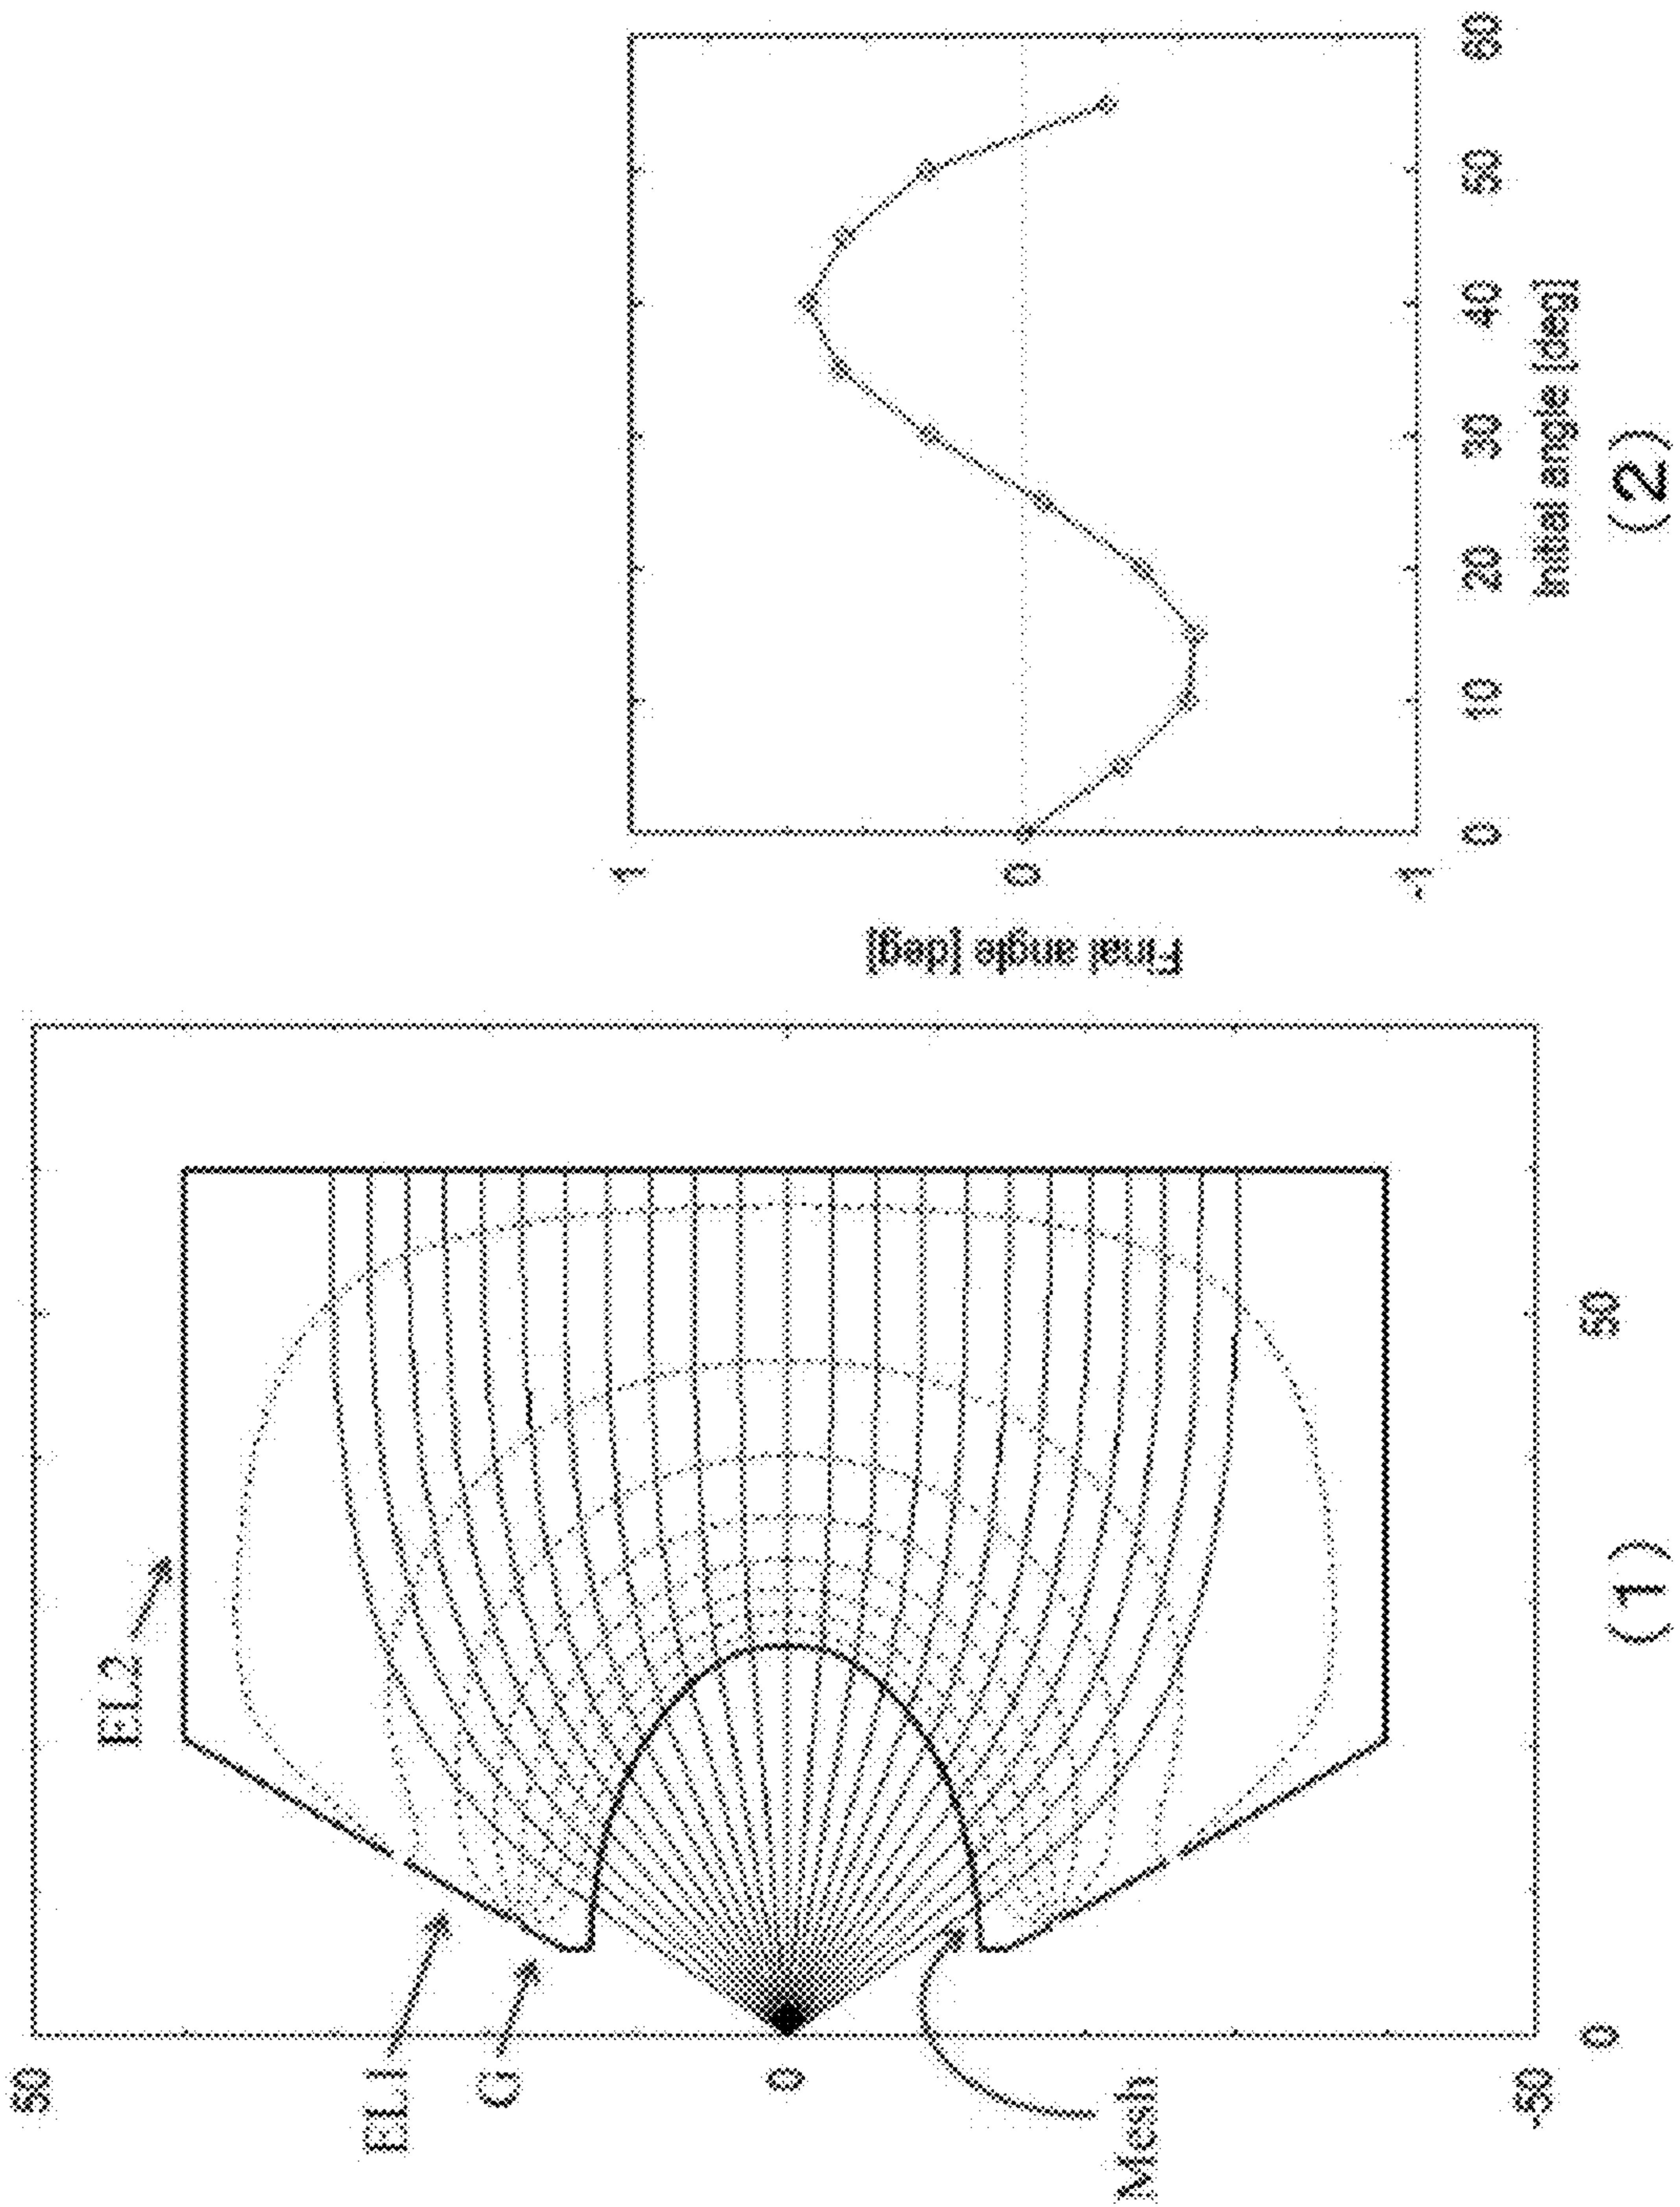 EL2
EL1
G
Mesh
50
0
-50
0
50
(1)
Final angle [deg]
1
0
-1
0
10
20
30
40
50
60
Initial angle [deg]
(2)